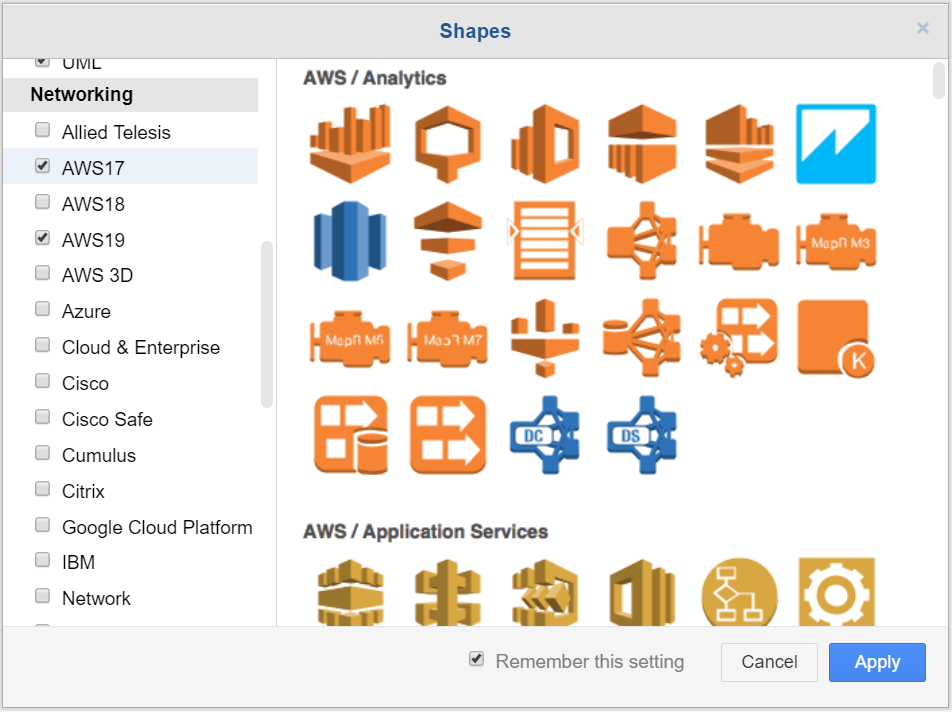 Shapes
×
UML
Networking
Allied Telesis
AWS17
AWS18
AWS19
AWS 3D
Azure
Cloud & Enterprise
Cisco
Cisco Safe
Cumulus
Citrix
Google Cloud Platform
IBM
Network
AWS / Analytics
MapR M3
MapR M5
MapR M7
K
DC
DS
AWS / Application Services
Remember this setting
Cancel
Apply